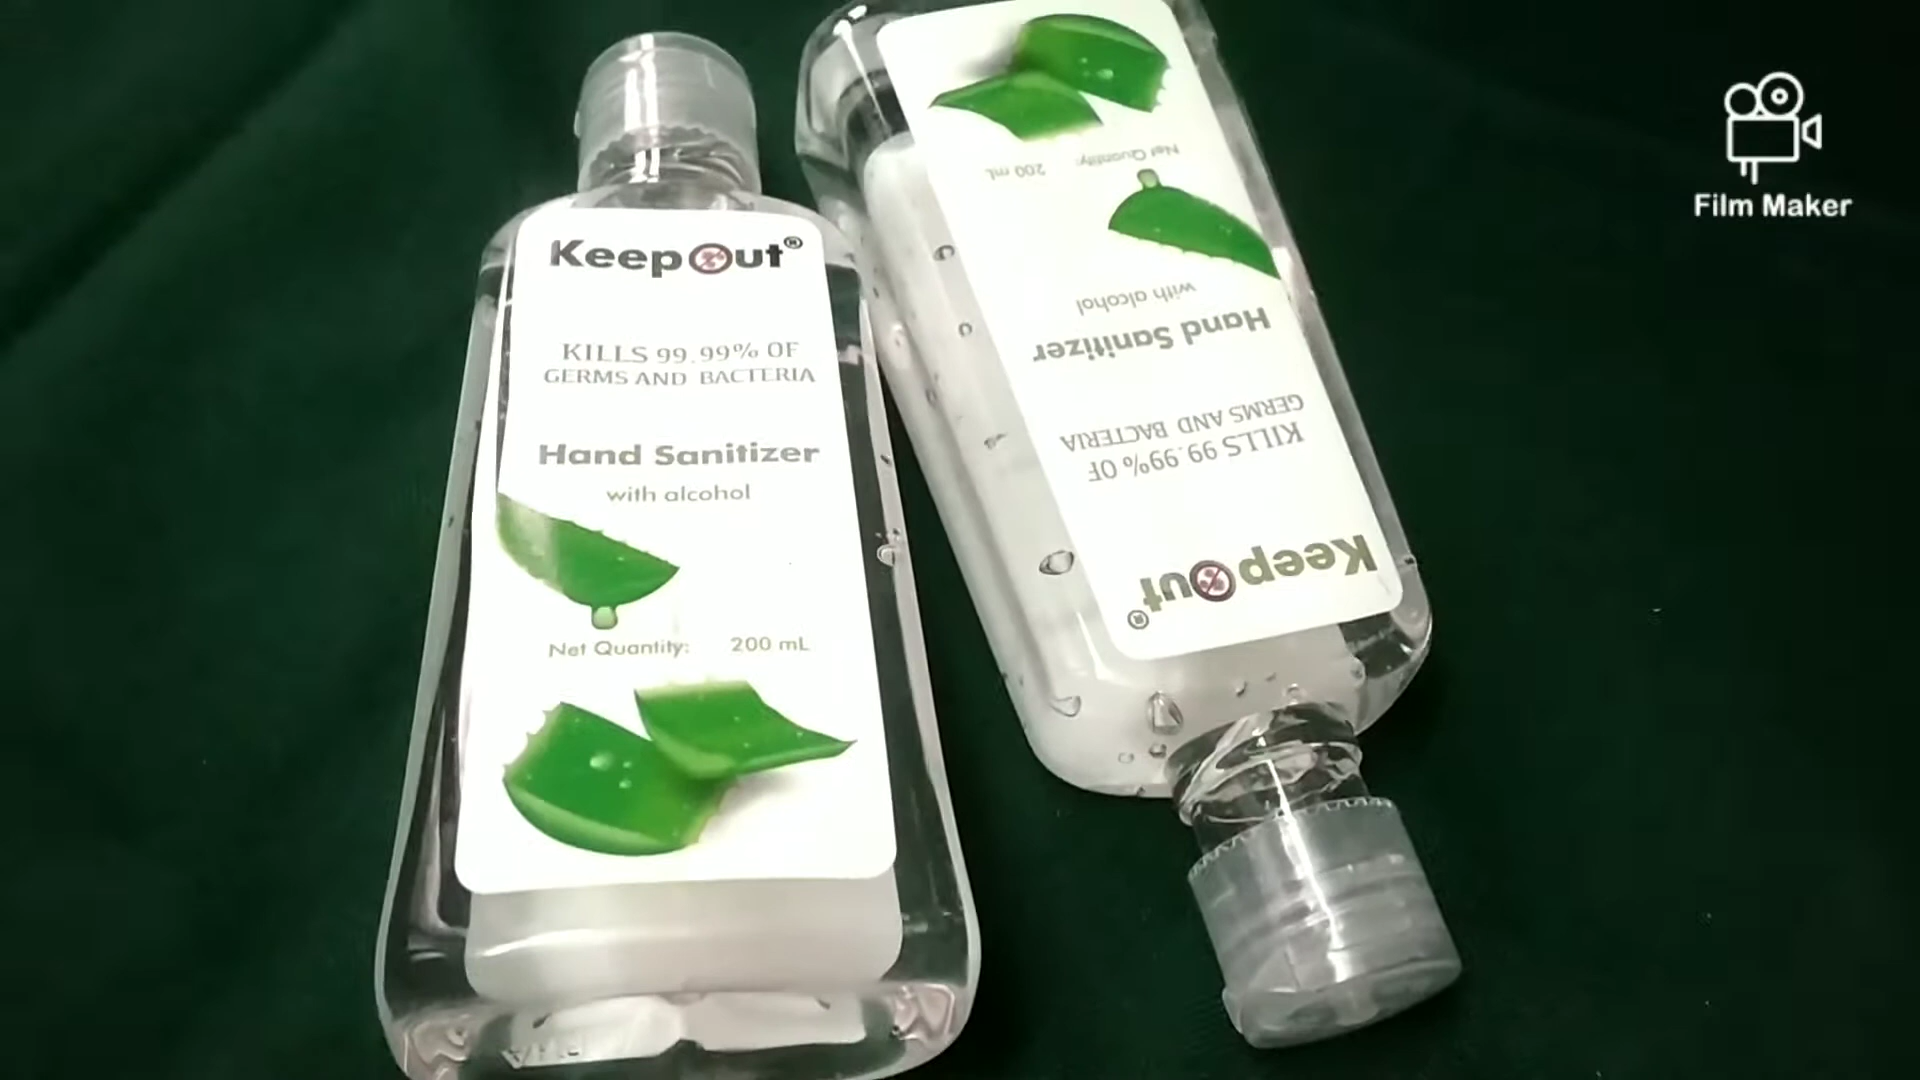 KeepOut®
KILLS 99.99% OF
GERMS AND BACTERIA
Hand Sanitizer
with alcohol
Net Quantity: 200 mL
KeepOut®
KILLS 99.99% OF
GERMS AND BACTERIA
Hand Sanitizer
with alcohol
Net Quantity: 200 mL
Film Maker